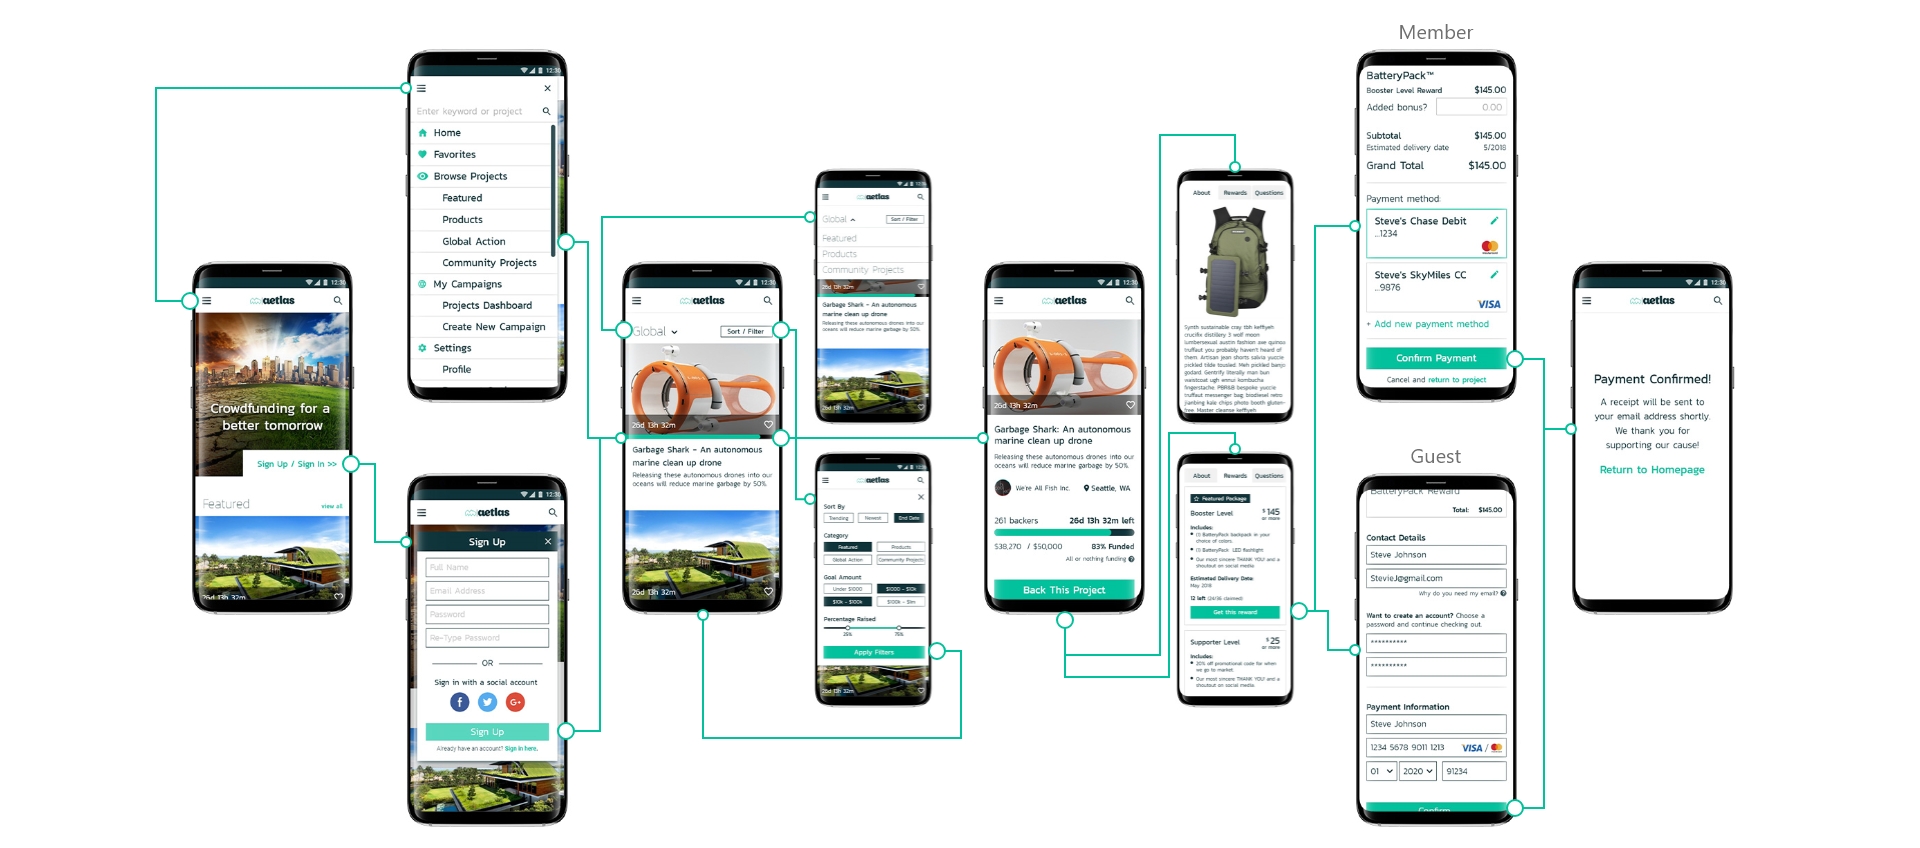 12:30
aetlas
Crowdfunding for a
better tomorrow
Sign Up / Sign In >>
Featured
view all
26d 13h 32m
12:30
Enter keyword or project
Home
Favorites
Browse Projects
Featured
Products
Global Action
Community Projects
My Campaigns
Projects Dashboard
Create New Campaign
Settings
Profile
12:30
aetlas
Sign Up
Full Name
Email Address
Password
Re-Type Password
OR
Sign in with a social account
Sign Up
Already have an account? Sign in here.
12:30
aetlas
Global
Sort / Filter
26d 13h 32m
Garbage Shark - An autonomous
marine clean up drone
Releasing these autonomous drones into our
oceans will reduce marine garbage by 50%.
26d 13h 32m
12:30
aetlas
Global
Sort / Filter
Featured
Products
Community Projects
26d 13h 32m
Garbage Shark - An autonomous
marine clean up drone
Releasing these autonomous drones into our
oceans will reduce marine garbage by 50%
26d 13h 32m
12:30
aetlas
Sort By
Trending
Newest
End Date
Category
Featured
Products
Global Action
Community Projects
Goal Amount
Under $1000
$1000 - $10k
$10k - $100k
$100k - $1m
Percentage Raised
25%
75%
Apply Filters
26d 13h 32m
12:30
aetlas
26d 13h 32m
Garbage Shark: An autonomous
marine clean up drone
Releasing these autonomous drones into our
oceans will reduce marine garbage by 50%.
We're All Fish Inc.
Seattle, WA
261 backers
26d 13h 32m left
$38,270 / $50,000
83% Funded
All or nothing funding
Back This Project
About
Rewards
Questions
Synth sustainable cray tbh keffiyeh
crucifix distillery 3 wolf moon
lumbersexual austin fashion axe quinoa
truffaut you probably haven't heard of
them. Artisan jean shorts salvia yuccie
pickled blde tousled. Meh pickled banjo
godard. Gentrify literally man bun
waistcoat ugh ennui kombucha
fingerstache. PBR&B bespoke yuccie
truffaut messenger bag biodiesel retro
jianbing kale chips photo booth gluten-
free. Master cleanse keffiyeh
About
Rewards
Questions
Featured Package
Booster Level
$145
or more
Includes:
(1) BatteryPack backpack in your
choice of colors.
(1) BatteryPack LED flashlight
Our most sincere THANK YOU! and a
shoutout on social media
Estimated Delivery Date:
May 2018
12 left (24/36 claimed)
Get this reward
Supporter Level
$25
or more
Includes:
20% off promotional code for when
we go to market.
Our most sincere THANK YOU! and a
shoutout on social media
Member
BatteryPack™
Booster Level Reward
$145.00
Added bonus?
0.00
Subtotal
$145.00
Estimated delivery date
5/2018
Grand Total
$145.00
Payment method:
Steve's Chase Debit
...1234
Steve's SkyMiles CC
...9876
VISA
+ Add new payment method
Confirm Payment
Cancel and return to project
Guest
BatteryPack Reward
Total: $145.00
Contact Details
Steve Johnson
StevieJ@gmail.com
Why do you need my email?
Want to create an account? Choose a
password and continue checking out.
**********
**********
Payment Information
Steve Johnson
1234 5678 9011 1213
VISA /
01
2020
91234
Confirm
12:30
aetlas
Payment Confirmed!
A receipt will be sent to
your email address shortly.
We thank you for
supporting our cause!
Return to Homepage